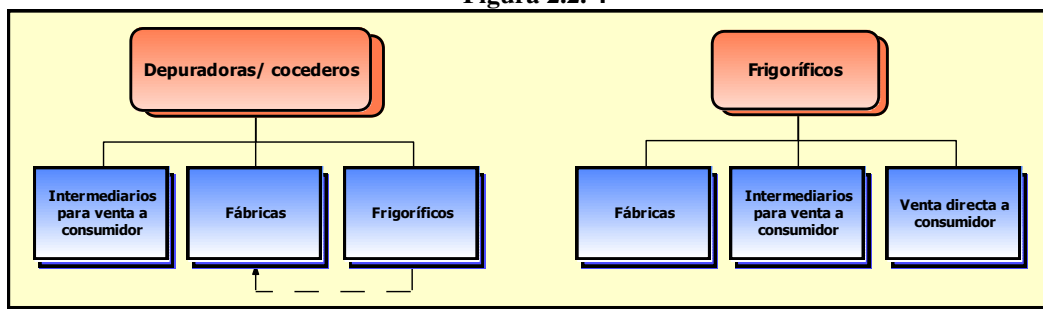 Figura 2.2. 4
Depuradoras/ cocederos
Frigoríficos
Intermediarios
para venta a
consumidor
Fábricas
Frigoríficos
Fábricas
Intermediarios
para venta a
consumidor
Venta directa a
consumidor